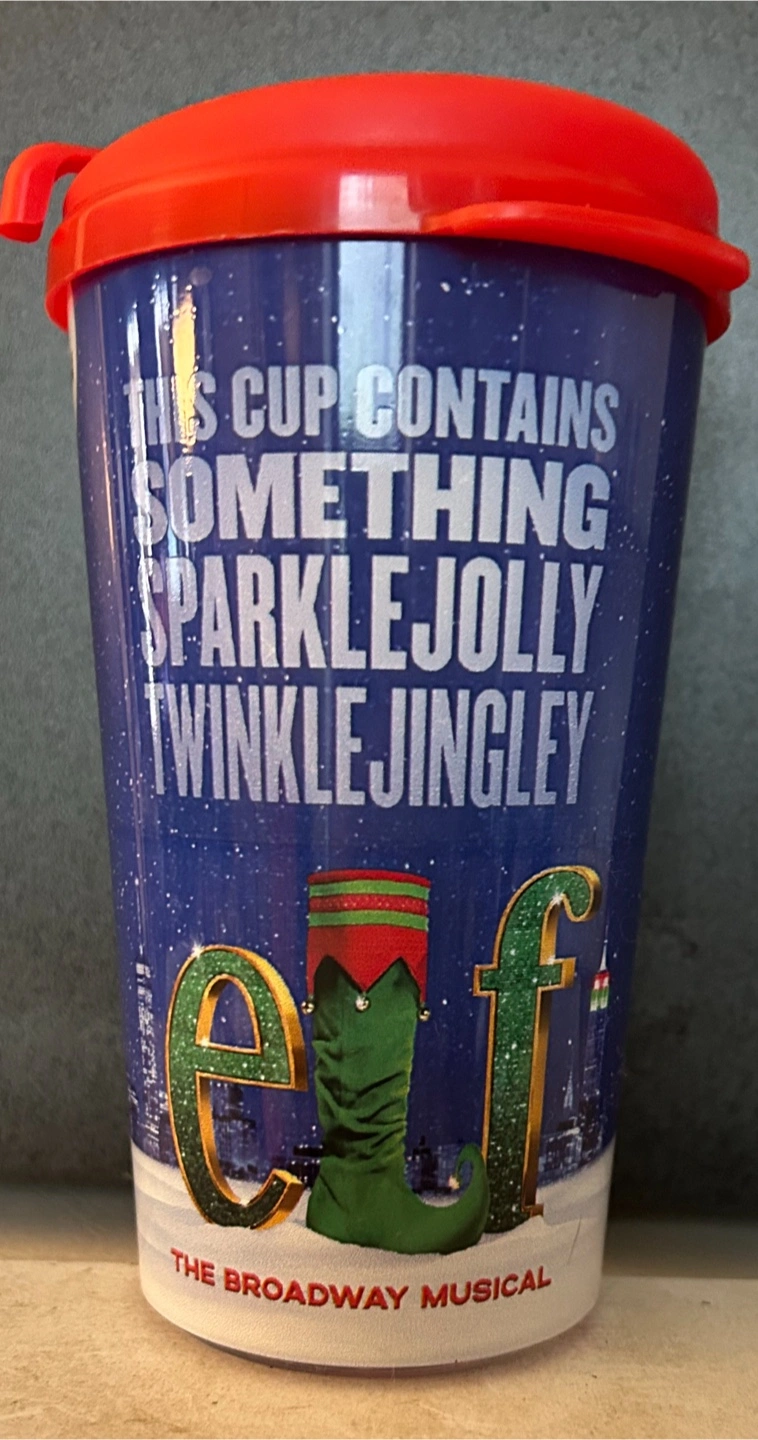 THIS CUP CONTAINS
SOMETHING
SPARKLEJOLLY
TWINKLEJINGLEY
elf
THE BROADWAY MUSICAL